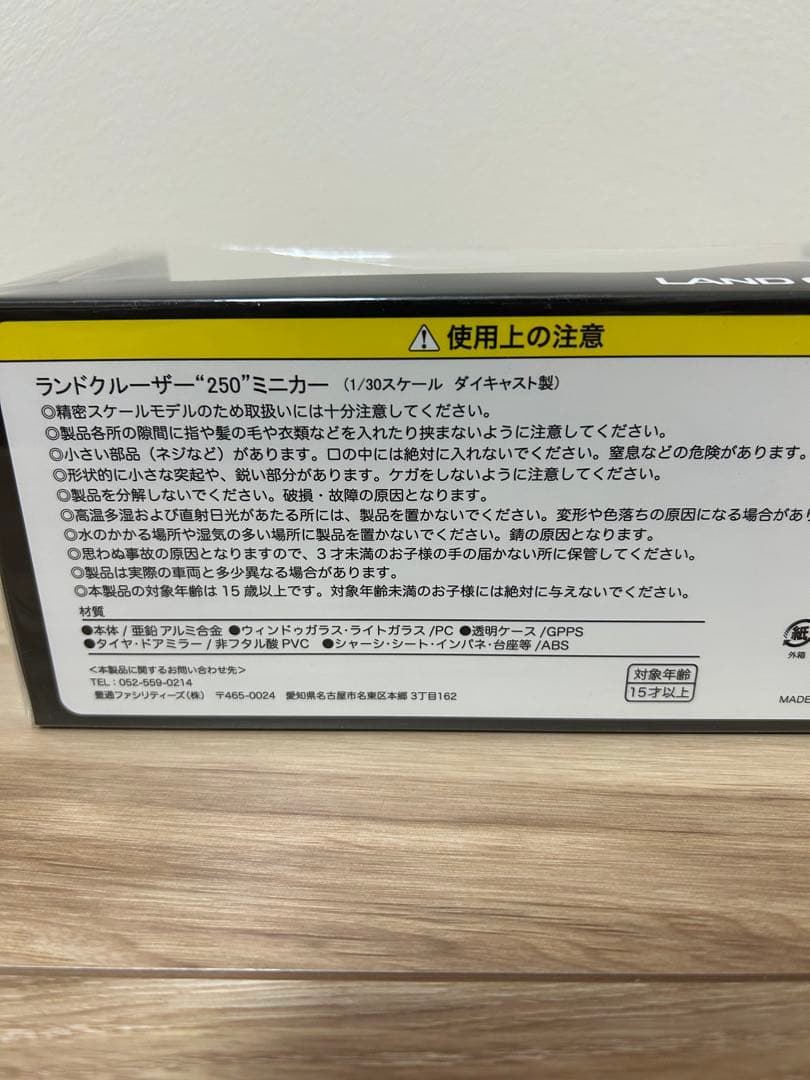 LAND
⚠ 使用上の注意
ランドクルーザー“250”ミニカー（1/30スケール ダイキャスト製）
◎精密スケールモデルのため取扱いには十分注意してください。
◎製品各所の隙間に指や髪の毛や衣類などを入れたり挟まないように注意してください。
◎小さい部品（ネジなど）があります。口の中には絶対に入れないでください。窒息などの危険があります。
◎形状的に小さな突起や、鋭い部分があります。ケガをしないように注意してください。
◎製品を分解しないでください。破損・故障の原因となります。
◎高温多湿および直射日光があたる所には、製品を置かないでください。変形や色落ちの原因になる場合があり
◎水のかかる場所や湿気の多い場所に製品を置かないでください。錆の原因となります。
◎思わぬ事故の原因となりますので、3才未満のお子様の手の届かない所に保管してください。
◎製品は実際の車両と多少異なる場合があります。
◎本製品の対象年齢は15歳以上です。対象年齢未満のお子様には絶対に与えないでください。
材質
●本体/亜鉛アルミ合金 ●ウィンドゥガラス・ライトガラス/PC ●透明ケース/GPPS
●タイヤ・ドアミラー/非フタル酸PVC ●シャーシ・シート・インパネ・台座等/ABS
紙
外箱
<本製品に関するお問い合わせ先>
TEL：052-559-0214
豊通ファシリティーズ（株） 〒465-0024 愛知県名古屋市名東区本郷3丁目162
対象年齢
15才以上
MADE